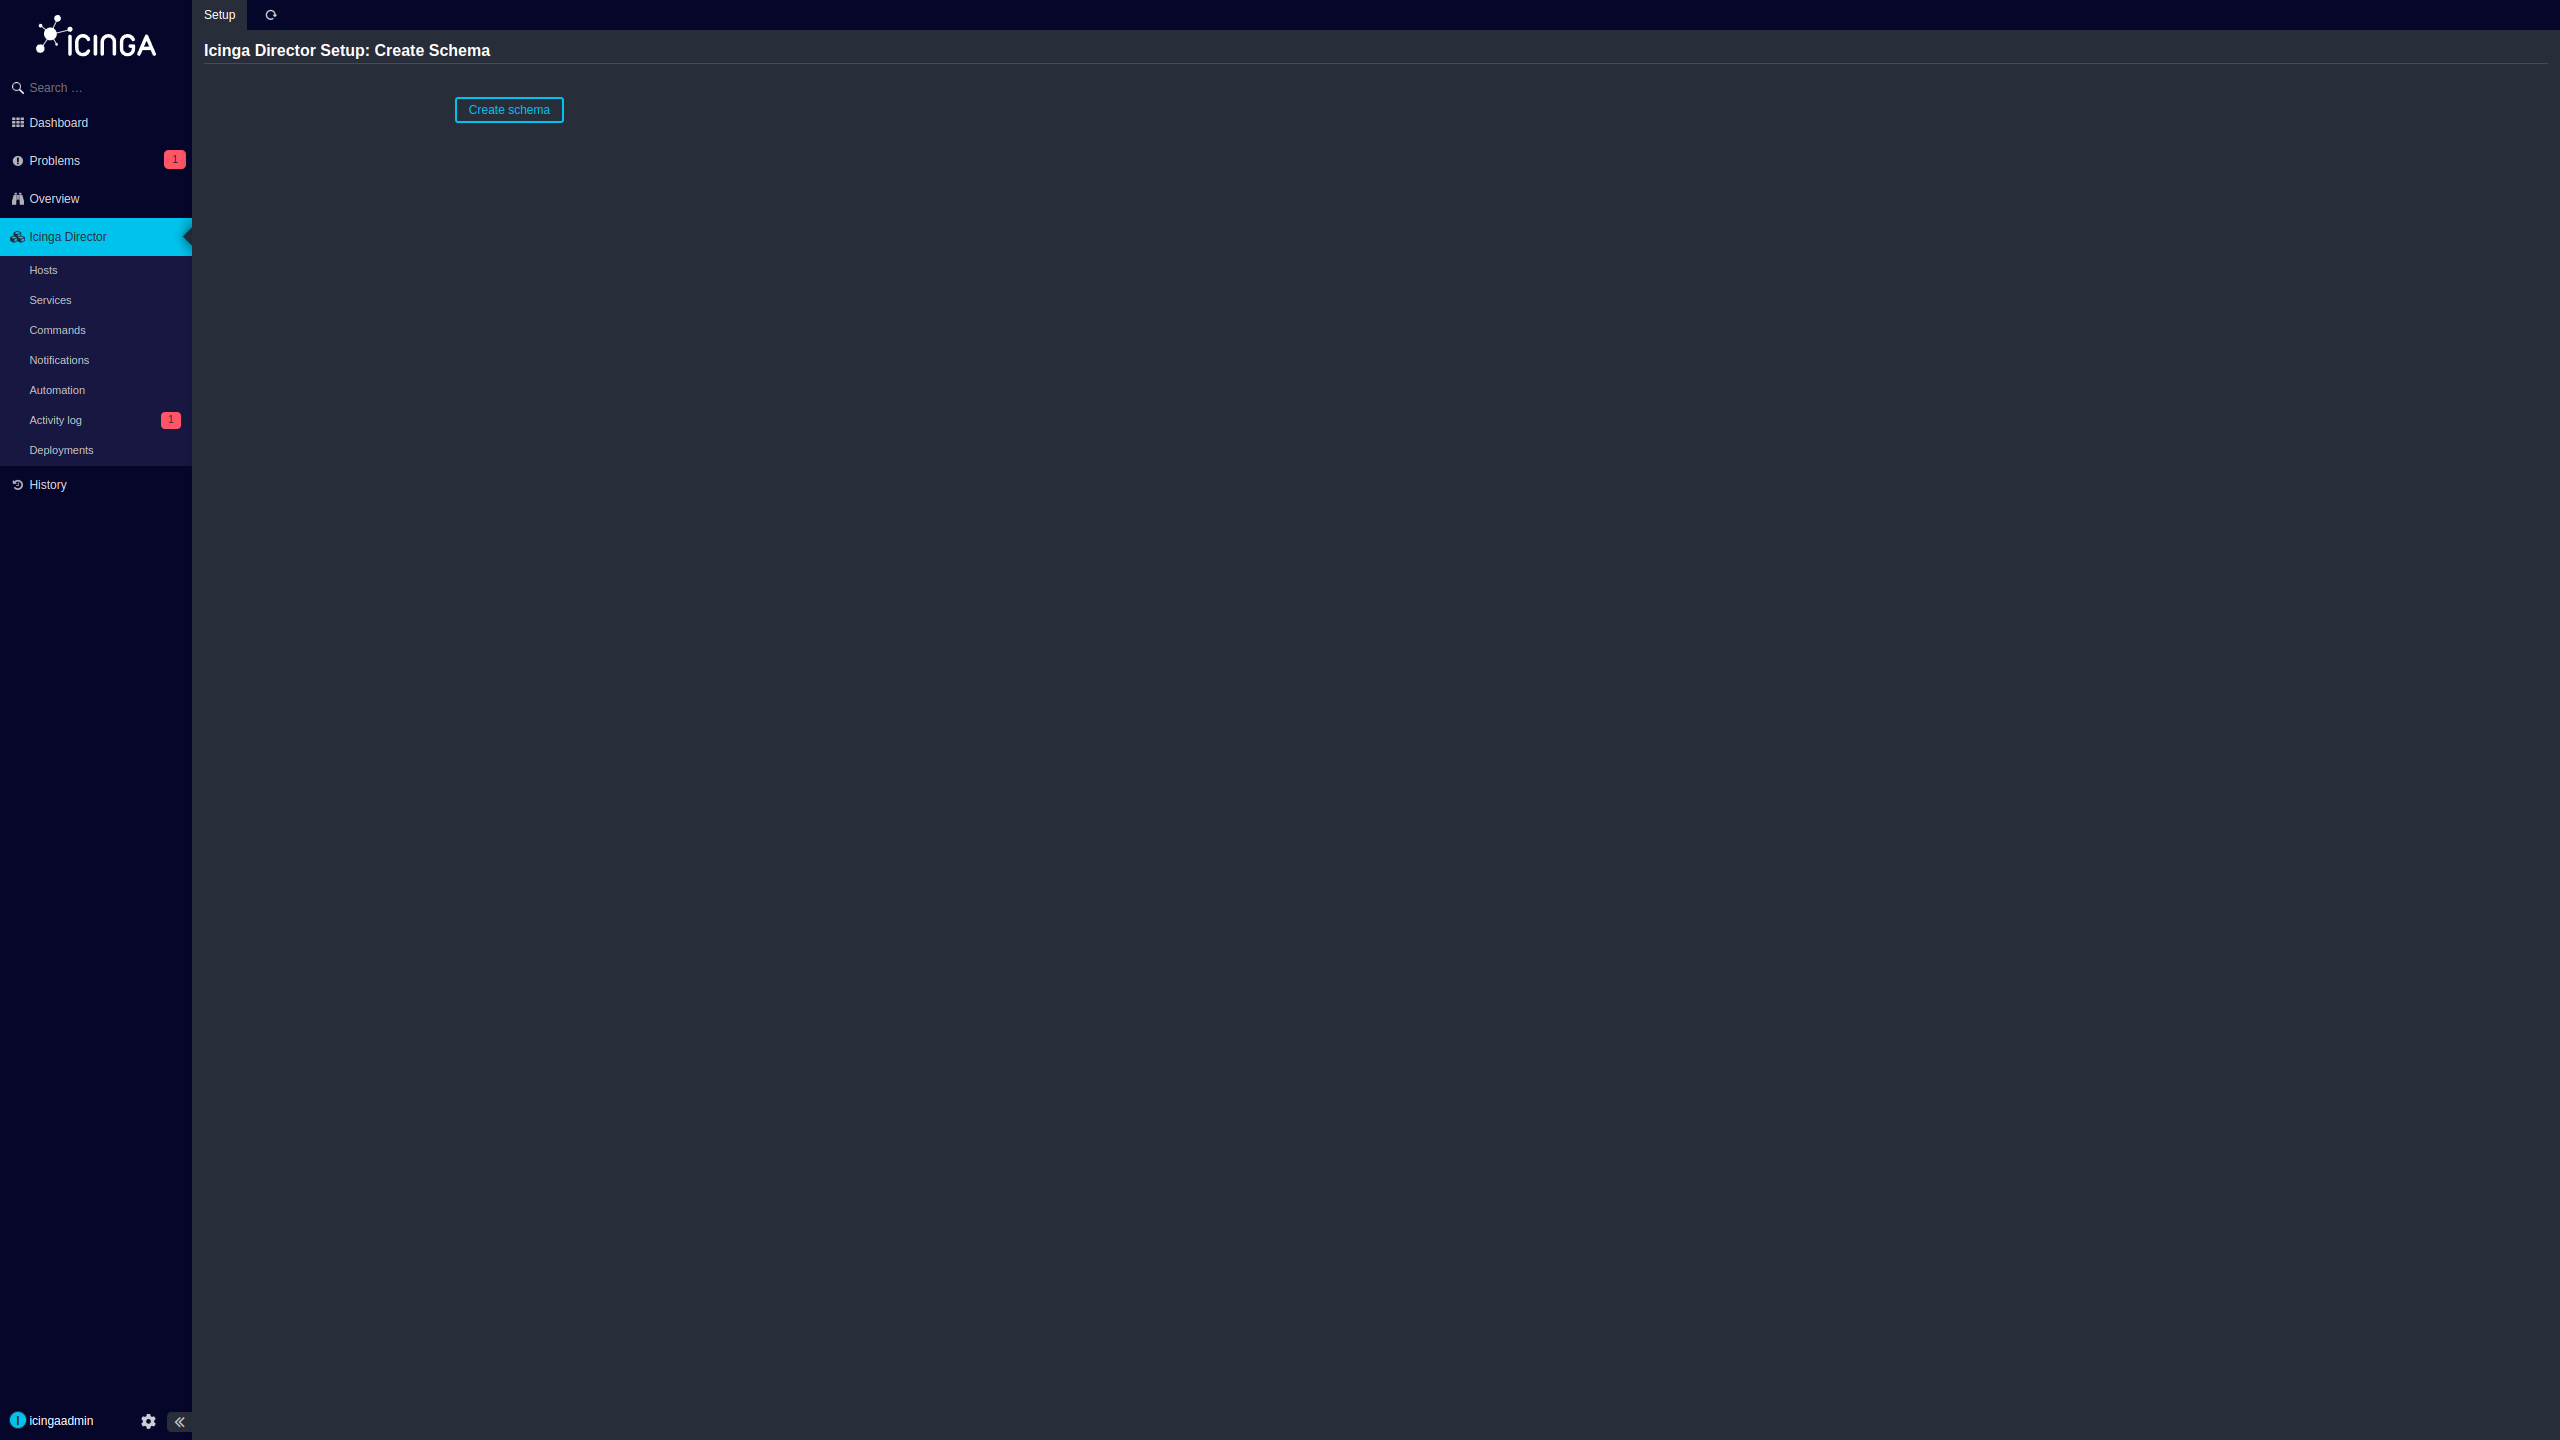 ICINGA
Search …
Dashboard
Problems 1
Overview
Icinga Director
Hosts
Services
Commands
Notifications
Automation
Activity log 1
Deployments
History
I icingaadmin
Setup
Icinga Director Setup: Create Schema
Create schema